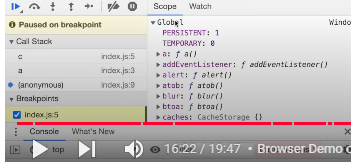 Scope Watch
Paused on breakpoint
Call Stack
c index.js:5
a index.js:3
(anonymous) index.js:9
Breakpoints
index.js:5
Global Windo
PERSISTENT: 1
TEMPORARY: 0
a: ƒ a()
addEventListener: ƒ addEventListener()
alert: ƒ alert()
atob: ƒ atob()
blur: ƒ blur()
btoa: ƒ btoa()
caches: CacheStorage {}
Console What's New
top
16:22 / 19:47 • Browser Demo